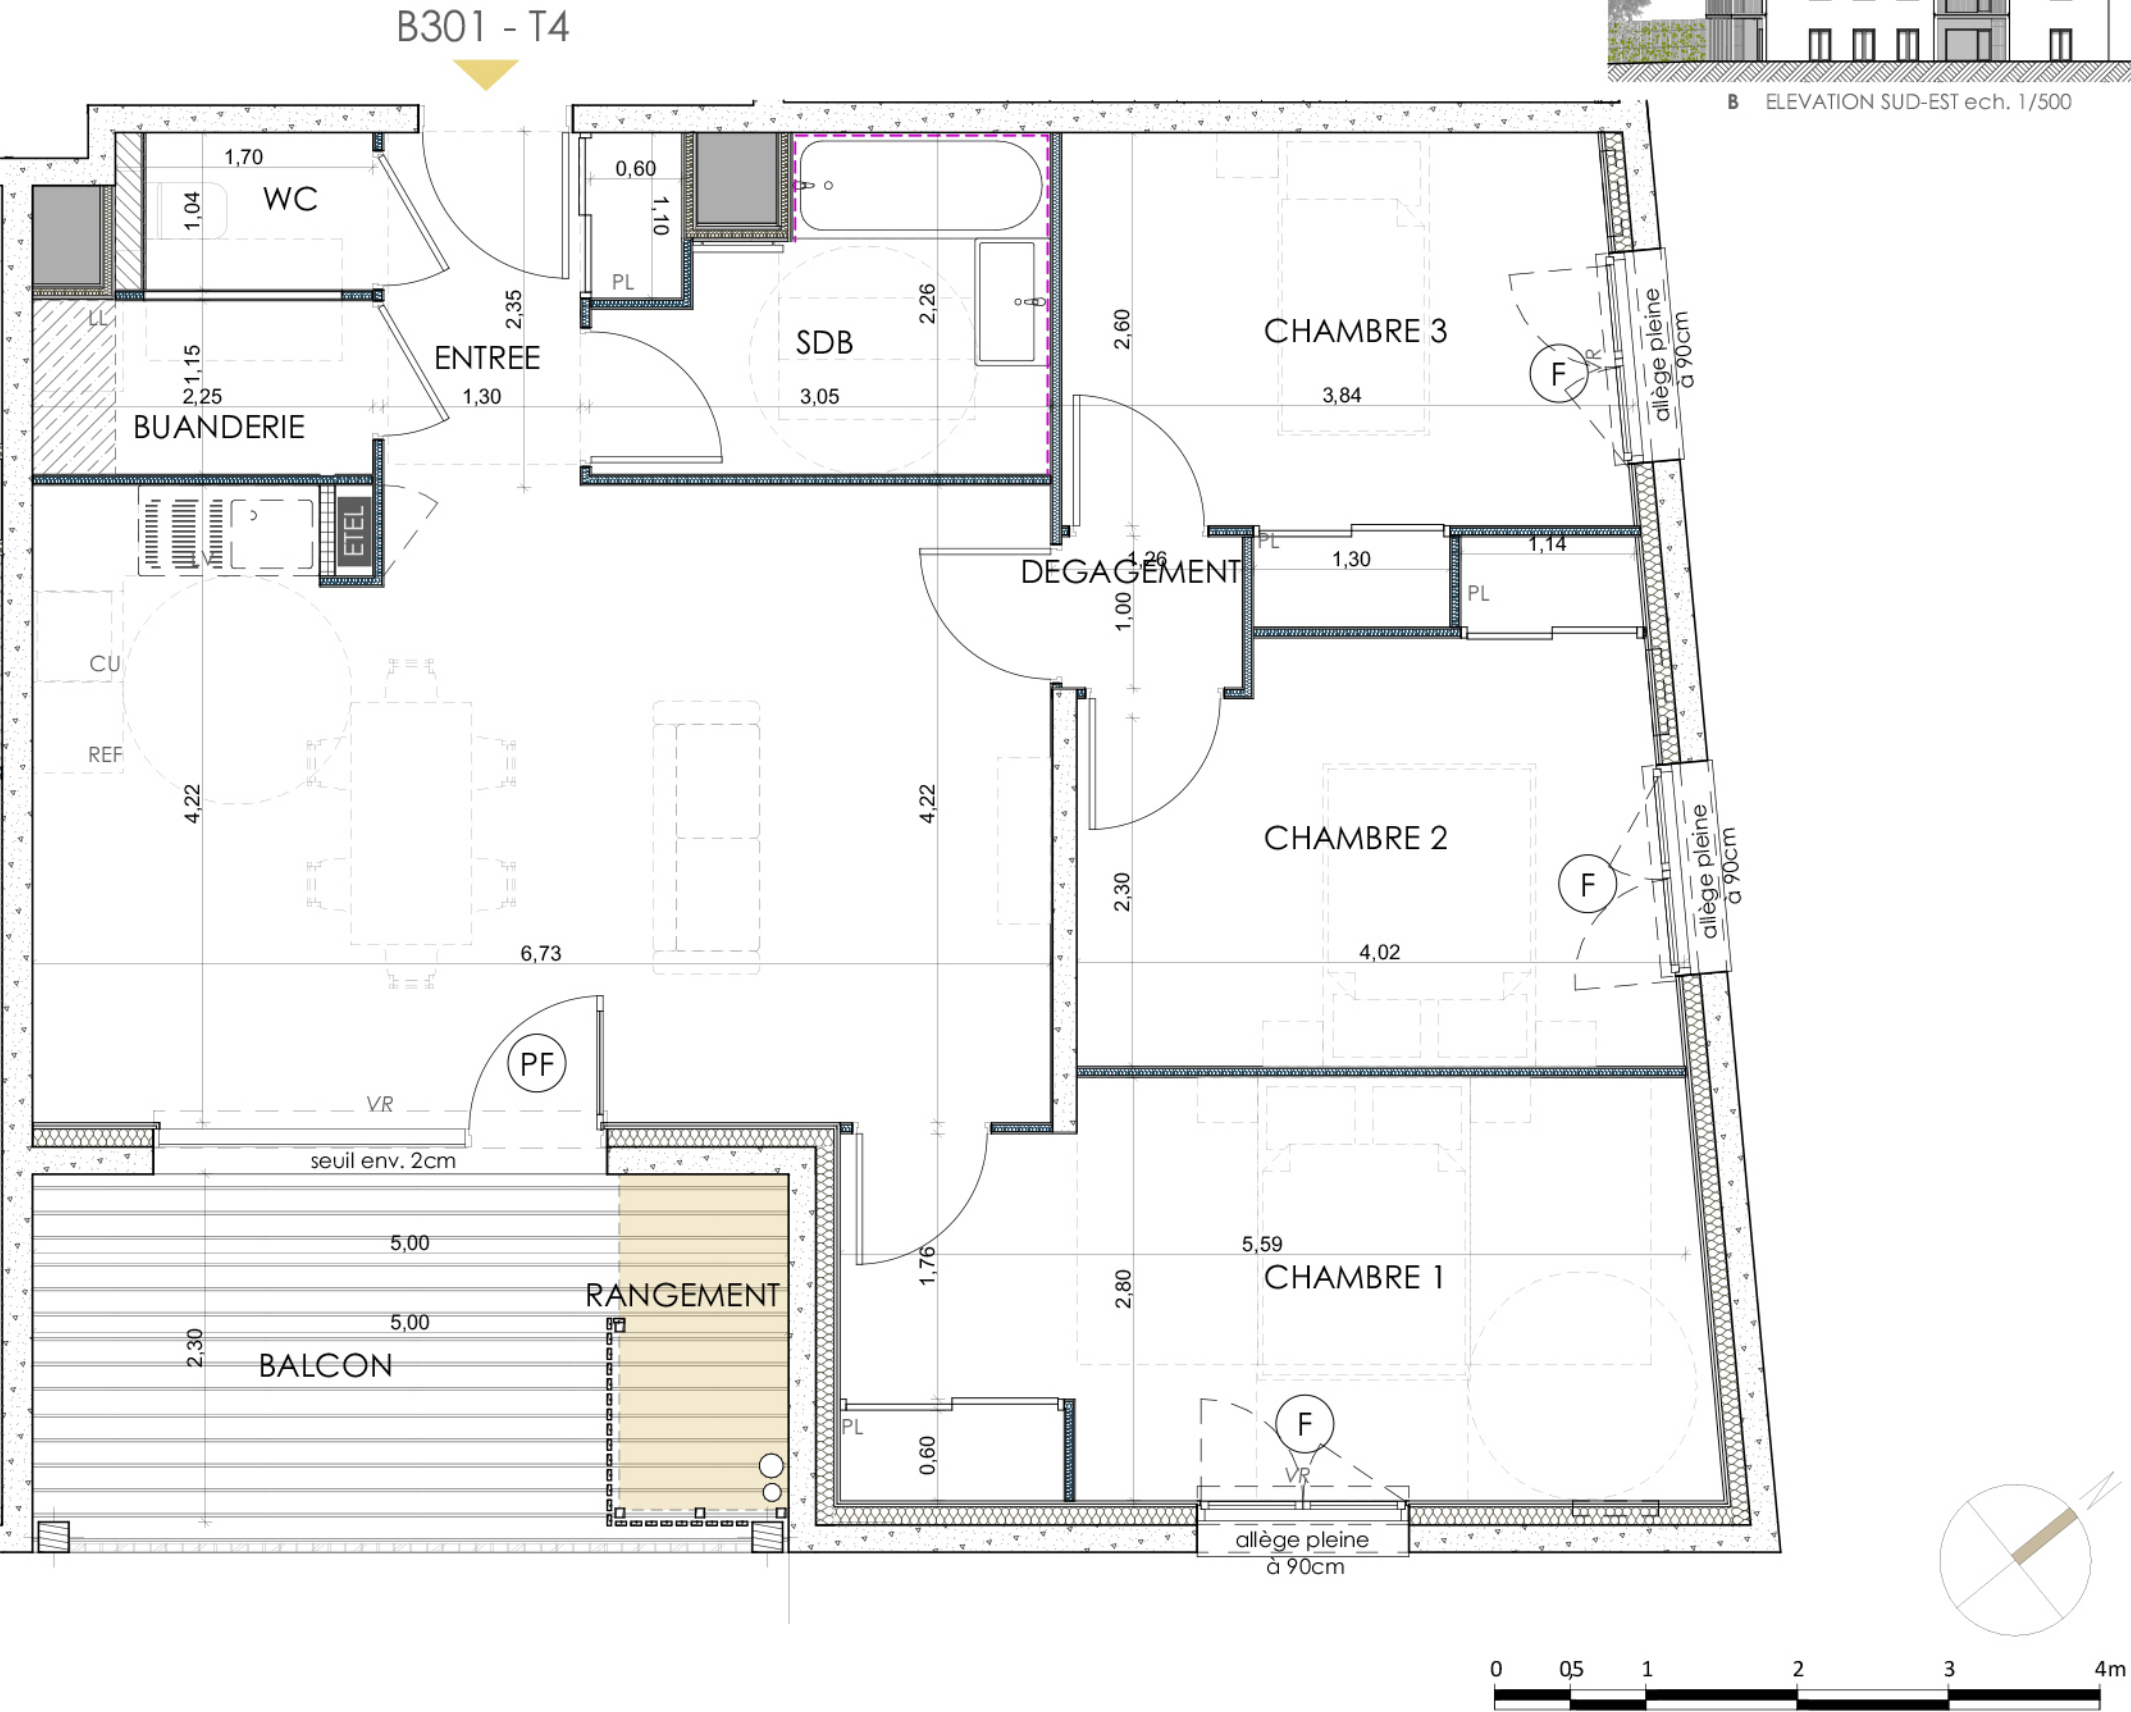 B301 - T4
B ELEVATION SUD-EST ech. 1/500
1,70
WC
1,04
0,60
1,10
PL
LL
2,35
2,26
2,60
SDB
ENTREE
CHAMBRE 3
F
VR
allège pleine
à 90cm
21,15
2,25
1,30
3,05
3,84
BUANDERIE
ETEL
LV
PL
1,26
1,30
1,14
DEGAGEMENT
1,00
PL
CU
REF
4,22
4,22
CHAMBRE 2
2,30
F
allège pleine
à 90cm
6,73
4,02
PF
VR
seuil env. 2cm
5,00
5,59
1,76
CHAMBRE 1
2,80
RANGEMENT
5,00
2,30
BALCON
PL
0,60
F
VR
allège pleine
à 90cm
N
0 0,5 1 2 3 4m